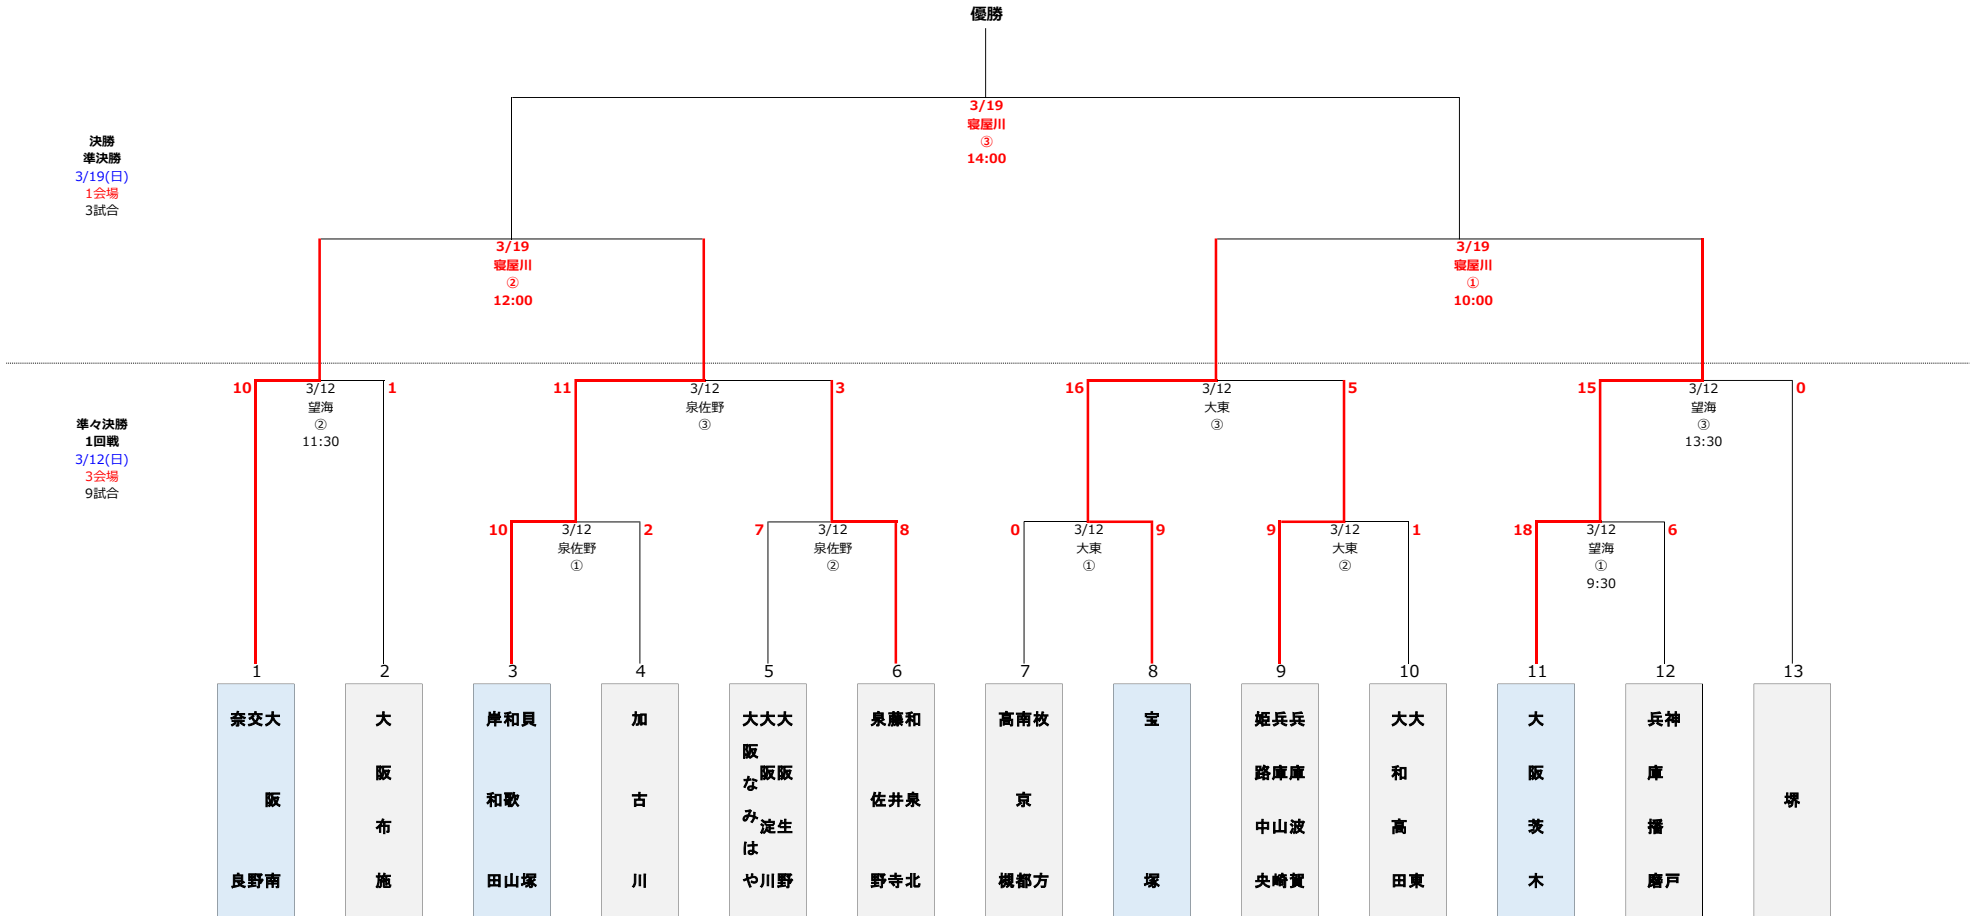 優勝
3/19
寝屋川
③
14:00
決勝
準決勝
3/19(日)
1会場
3試合
3/19
寝屋川
②
12:00
3/19
寝屋川
①
10:00
10
3/12
望海
②
11:30
1
11
3/12
泉佐野
③
3
16
3/12
大東
③
5
15
3/12
望海
③
13:30
0
準々決勝
1回戦
3/12(日)
3会場
9試合
10
3/12
泉佐野
①
2
7
3/12
泉佐野
②
8
0
3/12
大東
①
9
9
3/12
大東
②
1
18
3/12
望海
①
9:30
6
1
2
3
4
5
6
7
8
9
10
11
12
13
大阪南
交野
奈良
大阪布施
貝塚
和歌山
岸和田
加古川
大阪生野
大阪淀川
大阪なみはや
和泉北
藤井寺
泉佐野
枚方
南京都
高槻
宝塚
兵庫波賀
兵庫山崎
姫路中央
大東
大和高田
大阪茨木
神戸
兵庫播磨
堺